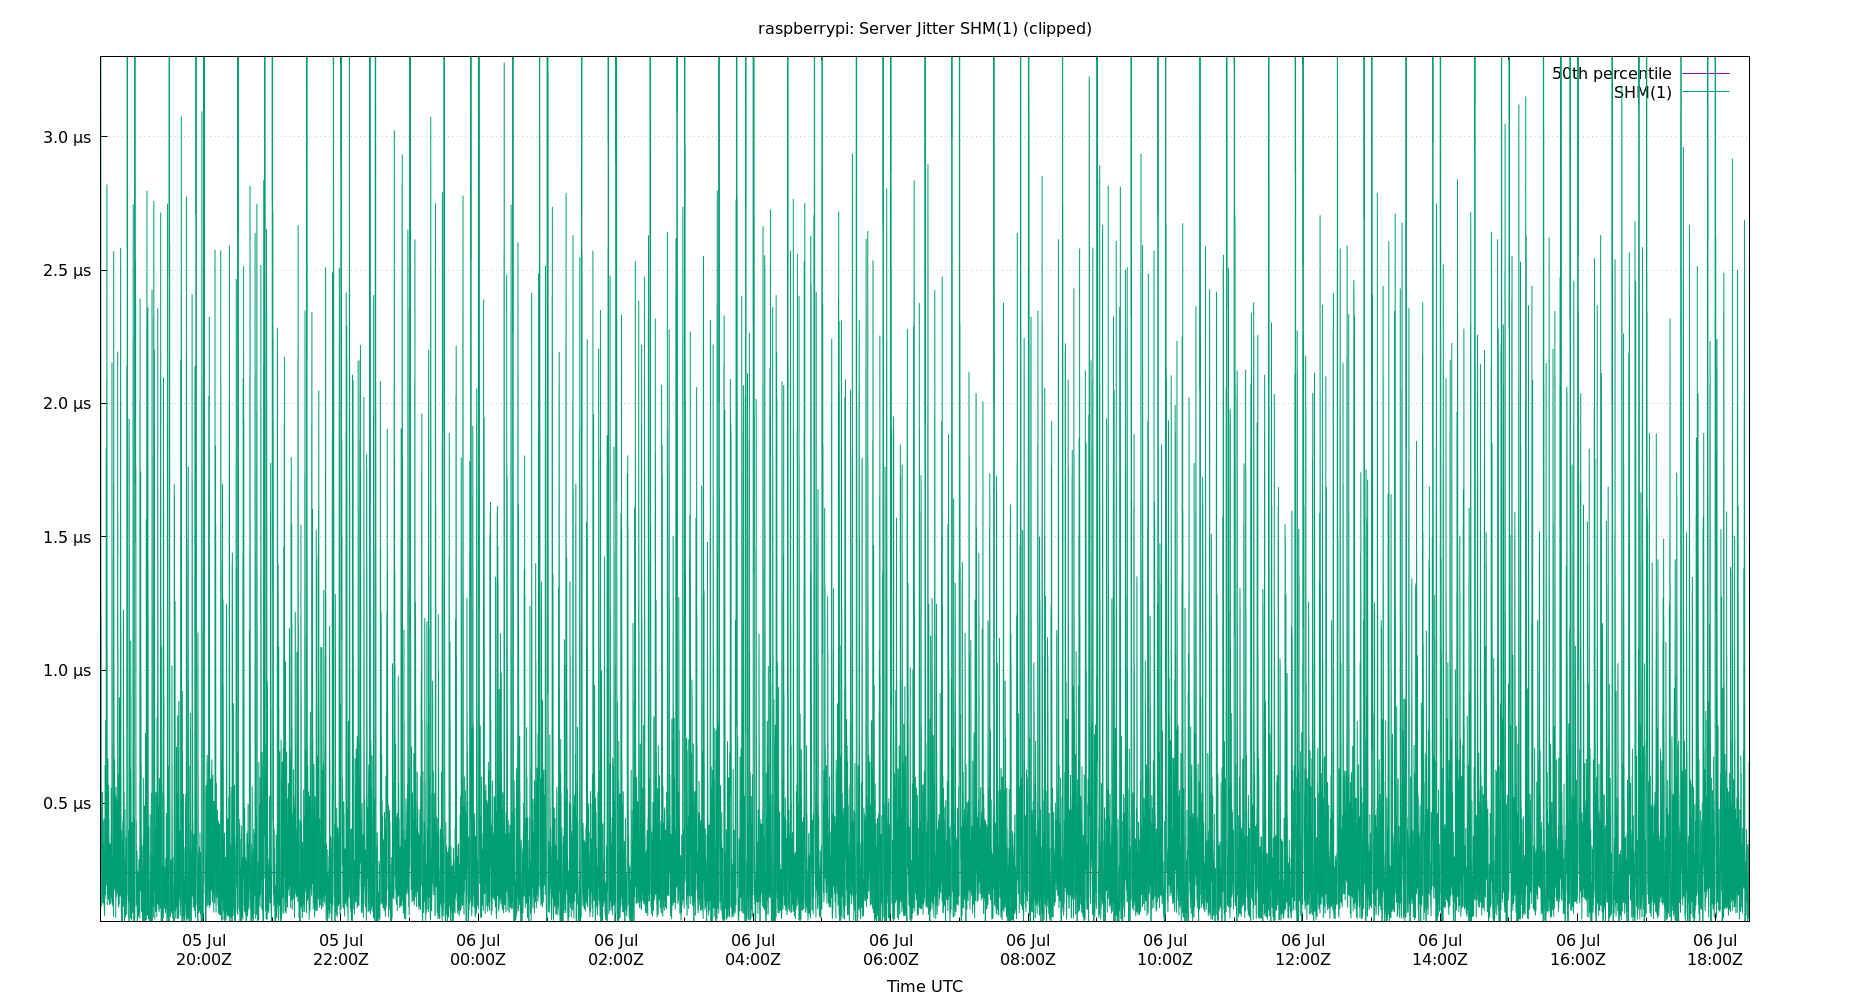 raspberrypi: Server Jitter SHM(1) (clipped)
50th percentile
SHM(1)
3.0 µs
2.5 µs
2.0 µs
1.5 µs
1.0 µs
0.5 µs
05 Jul 05 Jul 06 Jul 06 Jul 06 Jul 06 Jul 06 Jul 06 Jul 06 Jul 06 Jul 06 Jul 06 Jul
20:00Z 22:00Z 00:00Z 02:00Z 04:00Z 06:00Z 08:00Z 10:00Z 12:00Z 14:00Z 16:00Z 18:00Z
Time UTC